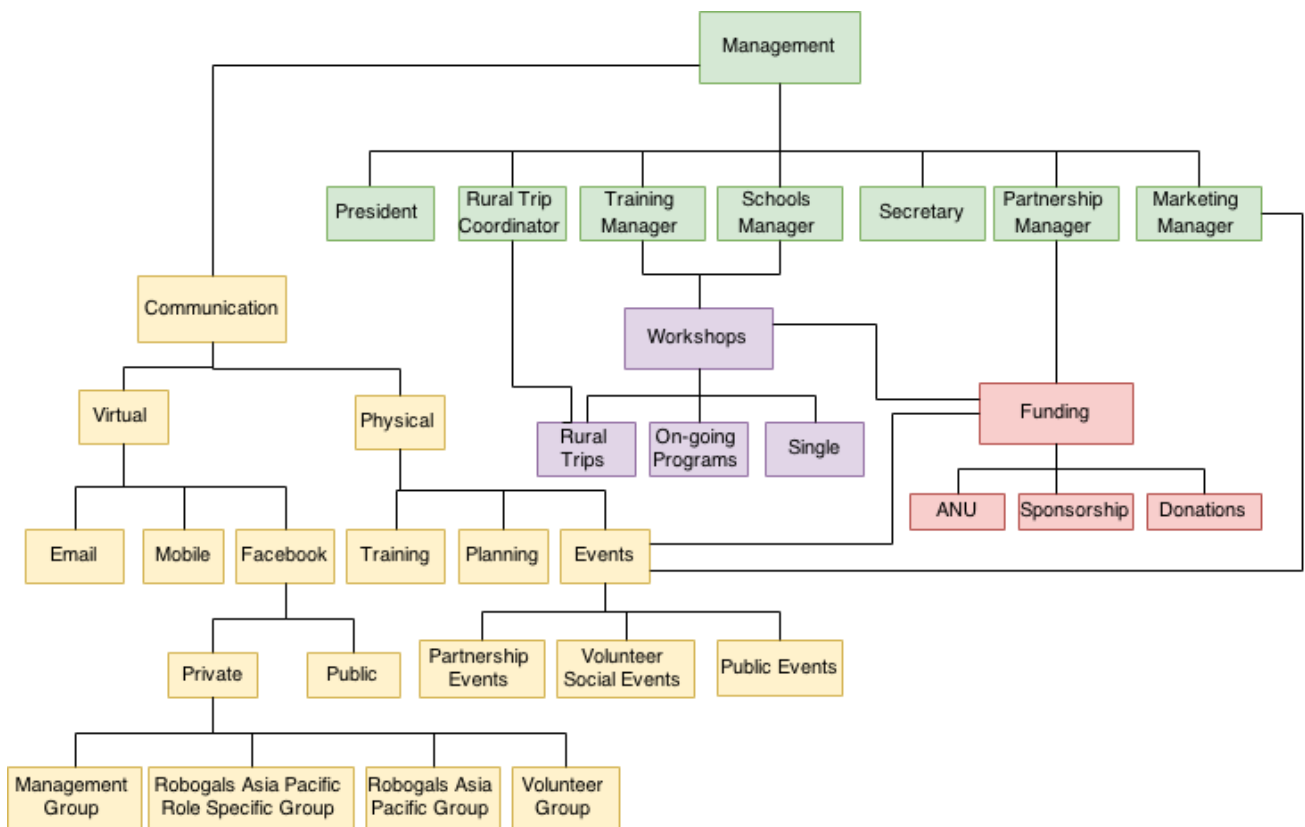 Management
President
Rural Trip
Coordinator
Training
Manager
Schools
Manager
Secretary
Partnership
Manager
Marketing
Manager
Communication
Workshops
Virtual
Physical
Funding
Rural
Trips
On-going
Programs
Single
ANU
Sponsorship
Donations
Email
Mobile
Facebook
Training
Planning
Events
Private
Public
Partnership
Events
Volunteer
Social Events
Public Events
Management
Group
Robogals Asia Pacific
Role Specific Group
Robogals Asia
Pacific Group
Volunteer
Group